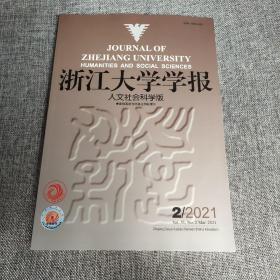 JOURNAL OF
ZHEJIANG UNIVERSITY
HUMANITIES AND SOCIAL SCIENCES
浙江大学学报
人文社会科学版
2/2021